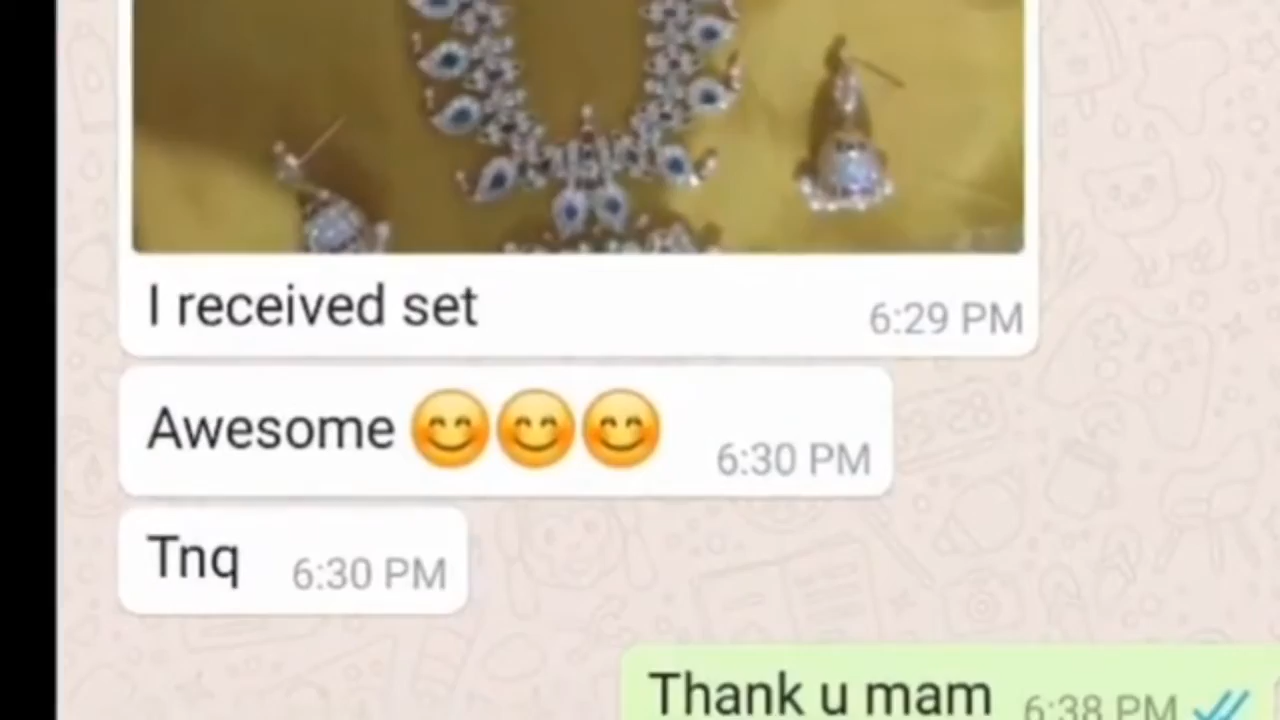 I received set
6:29 PM
Awesome 😊😊😊
6:30 PM
Tnq 6:30 PM
Thank u mam 6:38 PM